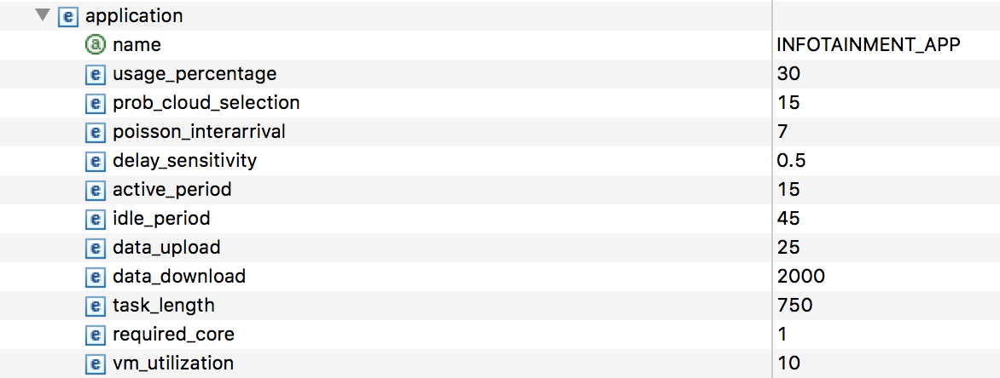 application
name INFOTAINMENT_APP
usage_percentage 30
prob_cloud_selection 15
poisson_interarrival 7
delay_sensitivity 0.5
active_period 15
idle_period 45
data_upload 25
data_download 2000
task_length 750
required_core 1
vm_utilization 10